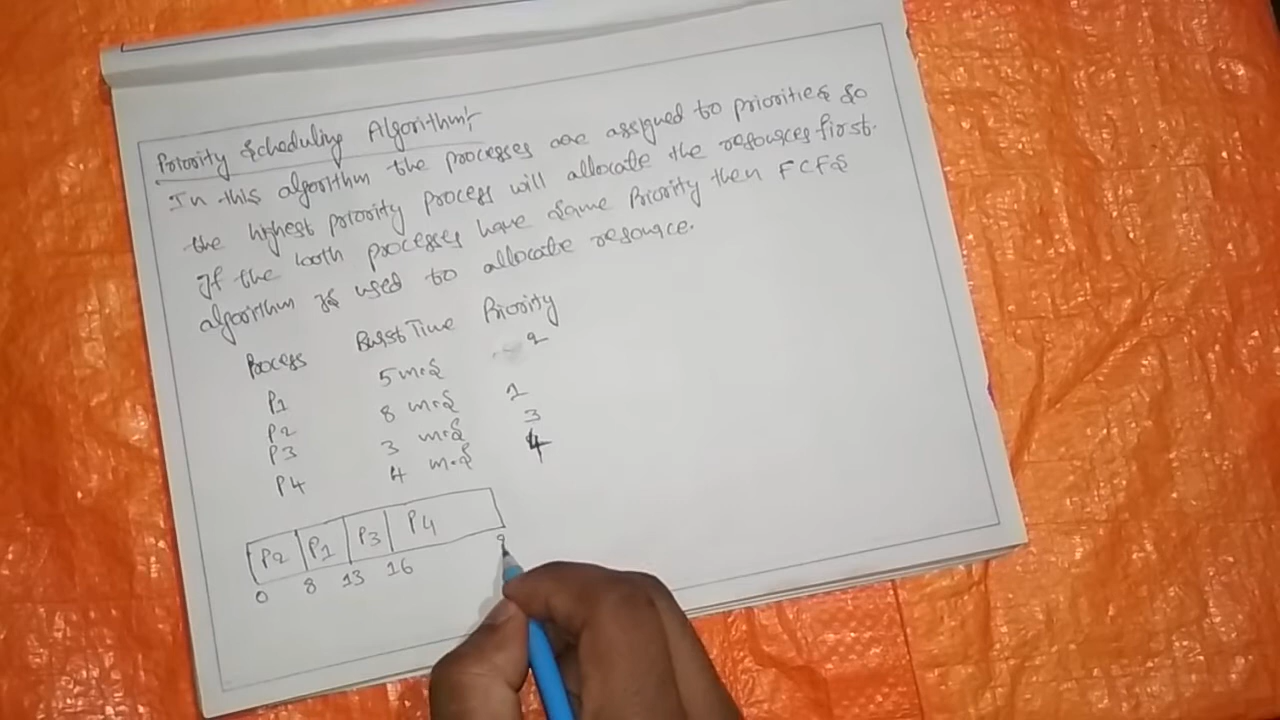 Priority Scheduling Algorithm:
In this algorithm the processes are assigned to priorities so
the highest priority process will allocate the resources first.
If the both processes have same Priority then FCFS
algorithm is used to allocate resource.
Process Burst Time Priority
P1 5 m.s 2
P2 8 m.s 1
P3 3 m.s 3
P4 4 m.s 4
P2 P1 P3 P4
0 8 13 16